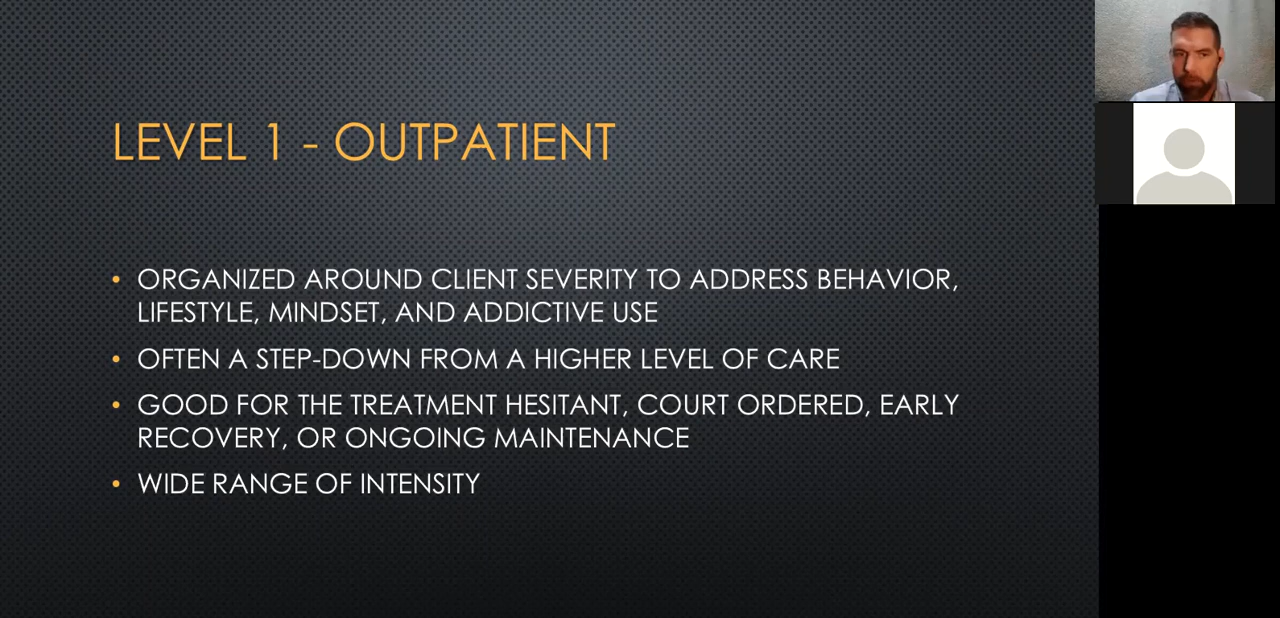 LEVEL 1 - OUTPATIENT
• ORGANIZED AROUND CLIENT SEVERITY TO ADDRESS BEHAVIOR,
LIFESTYLE, MINDSET, AND ADDICTIVE USE
• OFTEN A STEP-DOWN FROM A HIGHER LEVEL OF CARE
• GOOD FOR THE TREATMENT HESITANT, COURT ORDERED, EARLY
RECOVERY, OR ONGOING MAINTENANCE
• WIDE RANGE OF INTENSITY